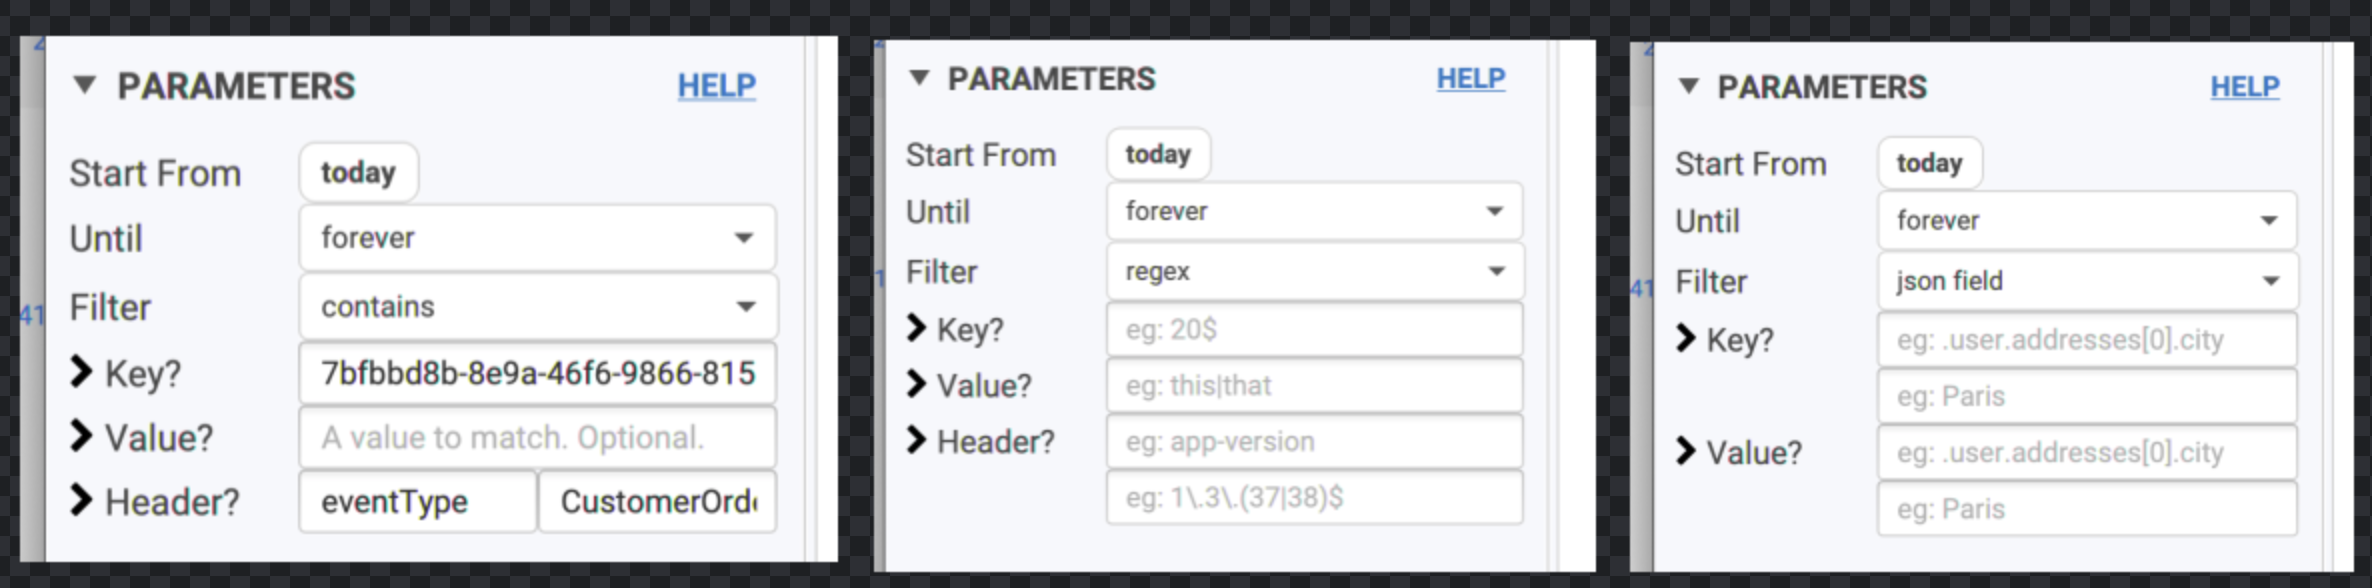 PARAMETERS HELP
Start From today
Until forever
Filter contains
Key? 7bfbbd8b-8e9a-46f6-9866-815
Value? A value to match. Optional.
Header? eventType CustomerOrd
41
PARAMETERS HELP
Start From today
Until forever
Filter regex
Key? eg: 20$
Value? eg: this|that
Header? eg: app-version
eg: 1\.3\.(37|38)$
1
PARAMETERS HELP
Start From today
Until forever
Filter json field
Key? eg: .user.addresses[0].city
eg: Paris
Value? eg: .user.addresses[0].city
eg: Paris
41